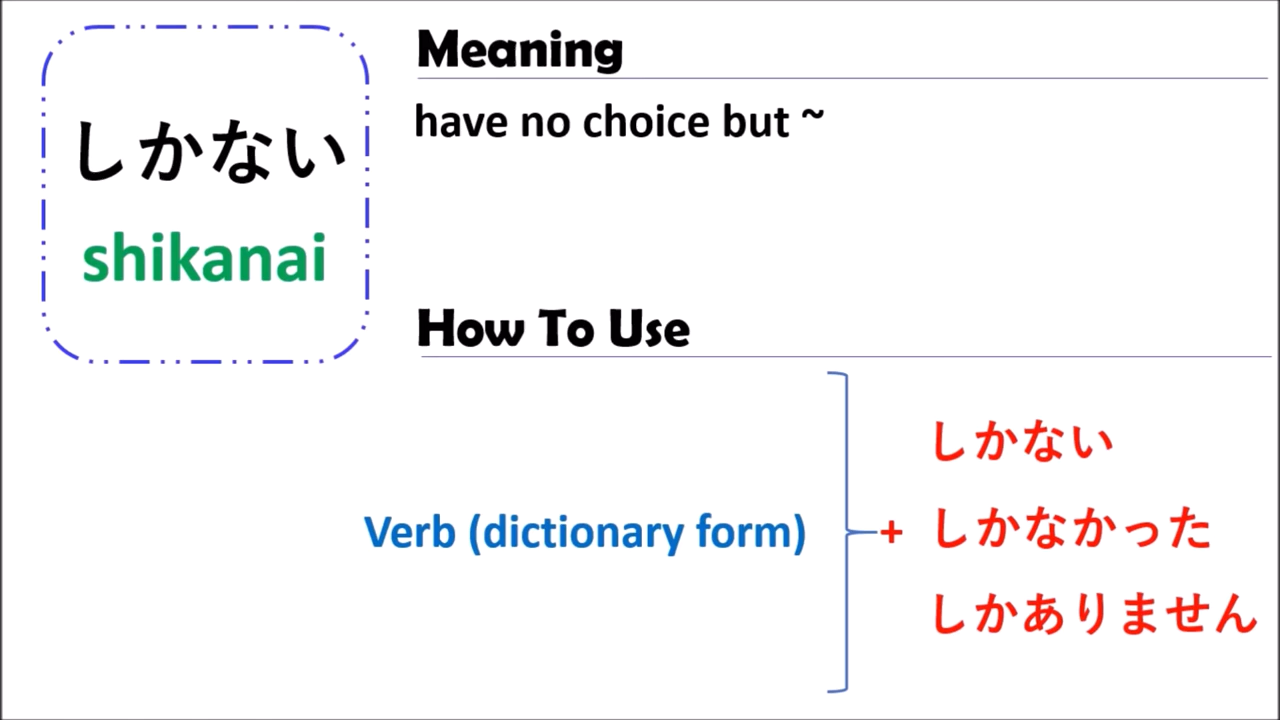 しかない
shikanai
Meaning
have no choice but ~
How To Use
Verb (dictionary form)
+ しかない
しかなかった
しかありません